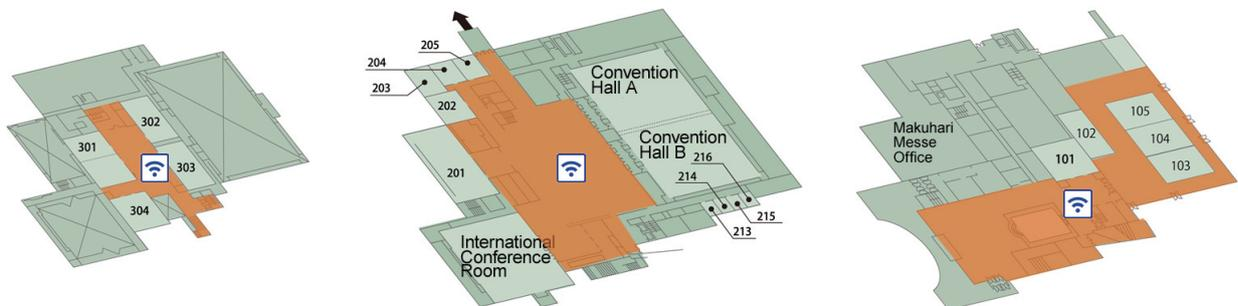 302
301
303
304
205
204
203
202
201
Convention
Hall A
Convention
Hall B
216
214
215
213
International
Conference
Room
105
104
103
102
101
Makuhari
Messe
Office